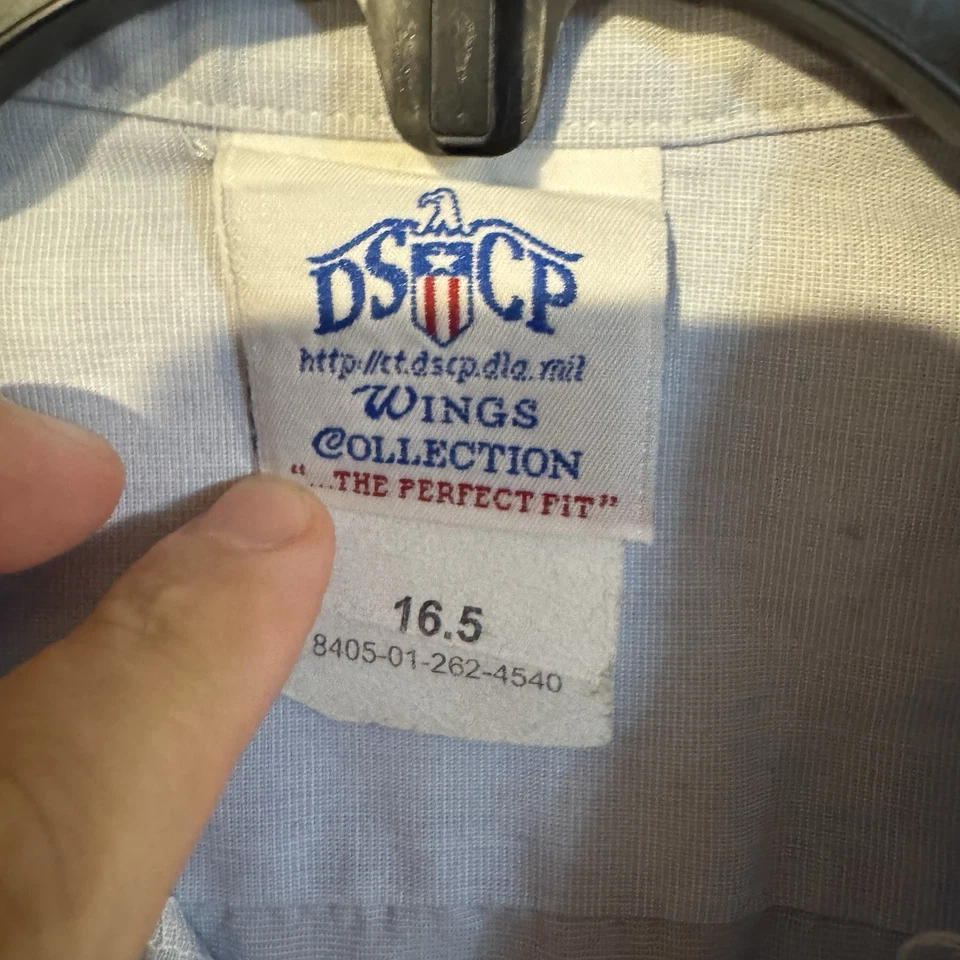 DSCP
http://ct.dscp.dla.mil
WINGS
COLLECTION
"...THE PERFECT FIT"
16.5
8405-01-262-4540